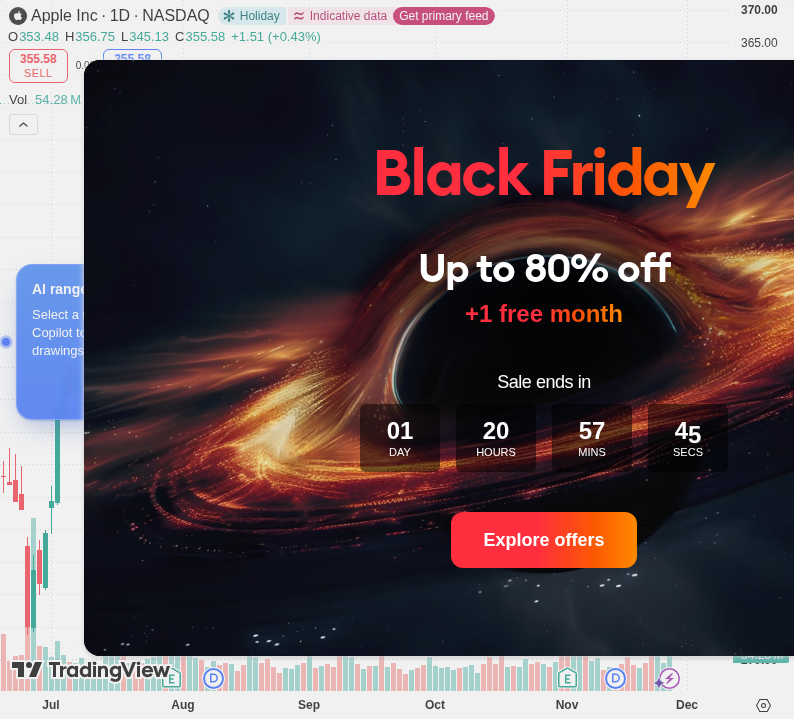 Apple Inc · 1D · NASDAQ Holiday Indicative data Get primary feed
370.00
O353.48 H356.75 L345.13 C355.58 +1.51 (+0.43%)
365.00
355.58
SELL
0.0
355.58
Vol 54.28 M
Black Friday
Up to 80% off
AI range
Select a
Copilot to
drawings
+1 free month
Sale ends in
01 20 57 45
DAY HOURS MINS SECS
Explore offers
TradingView
E D E D
Jul Aug Sep Oct Nov Dec